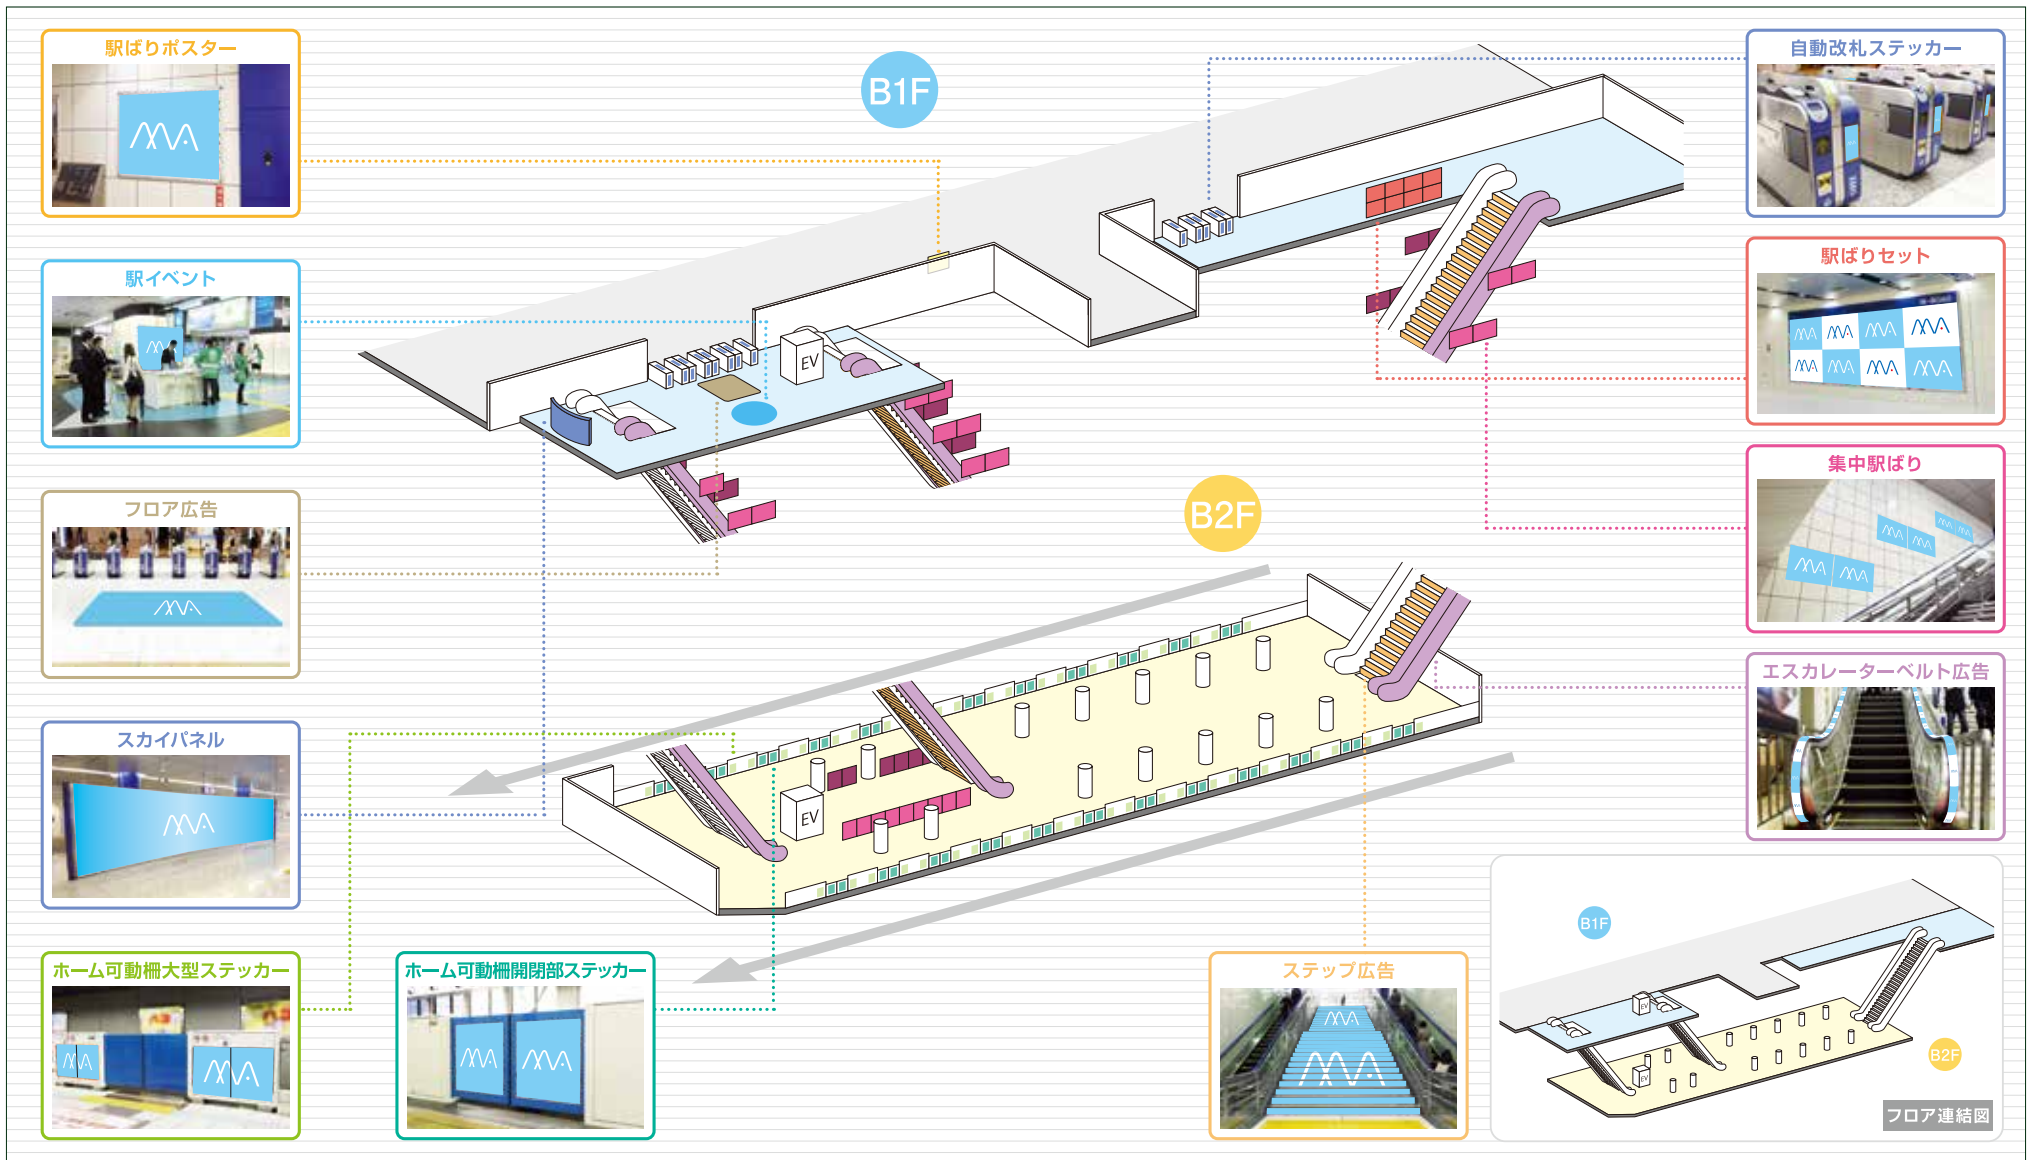 駅ばりポスター
駅イベント
フロア広告
スカイパネル
ホーム可動柵大型ステッカー
ホーム可動柵開閉部ステッカー
B1F
EV
B2F
EV
自動改札ステッカー
駅ばりセット
集中駅ばり
エスカレーターベルト広告
ステップ広告
B1F
EV
EV
B2F
フロア連結図